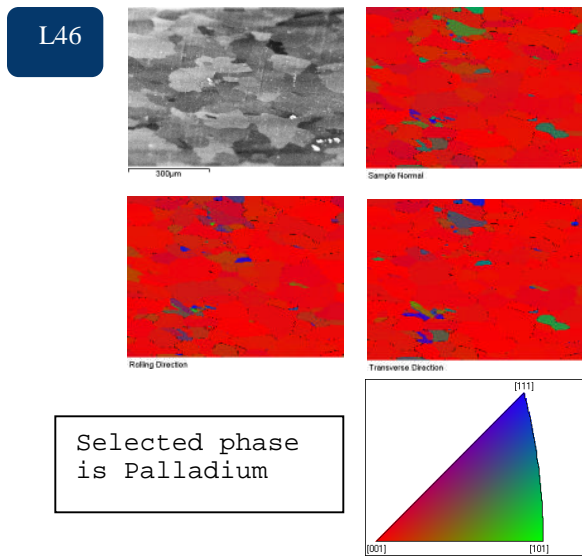 L46
300µm
Sample Normal
Rolling Direction
Transverse Direction
Selected phase
is Palladium
[111]
[001]
[101]